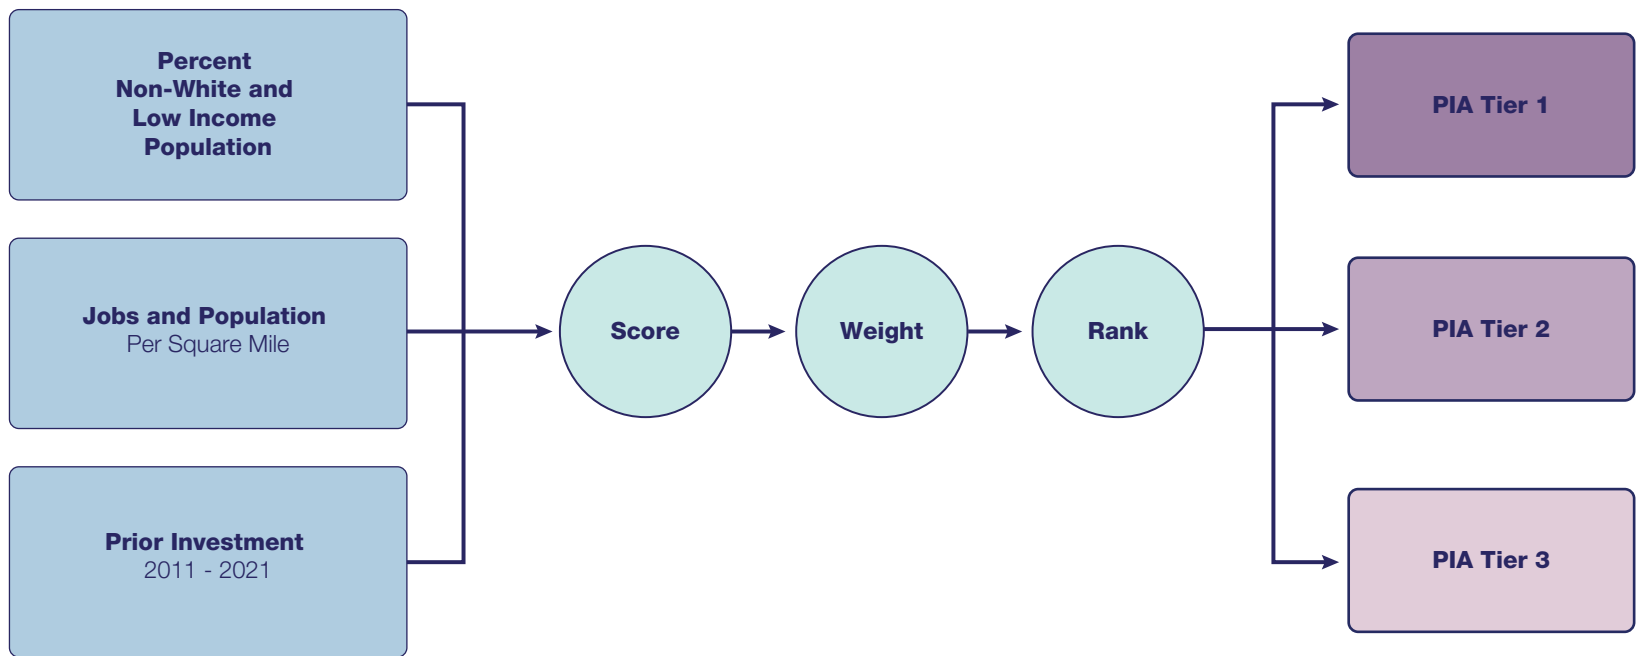 Percent
Non-White and
Low Income
Population
Jobs and Population
Per Square Mile
Prior Investment
2011 - 2021
Score
Weight
Rank
PIA Tier 1
PIA Tier 2
PIA Tier 3